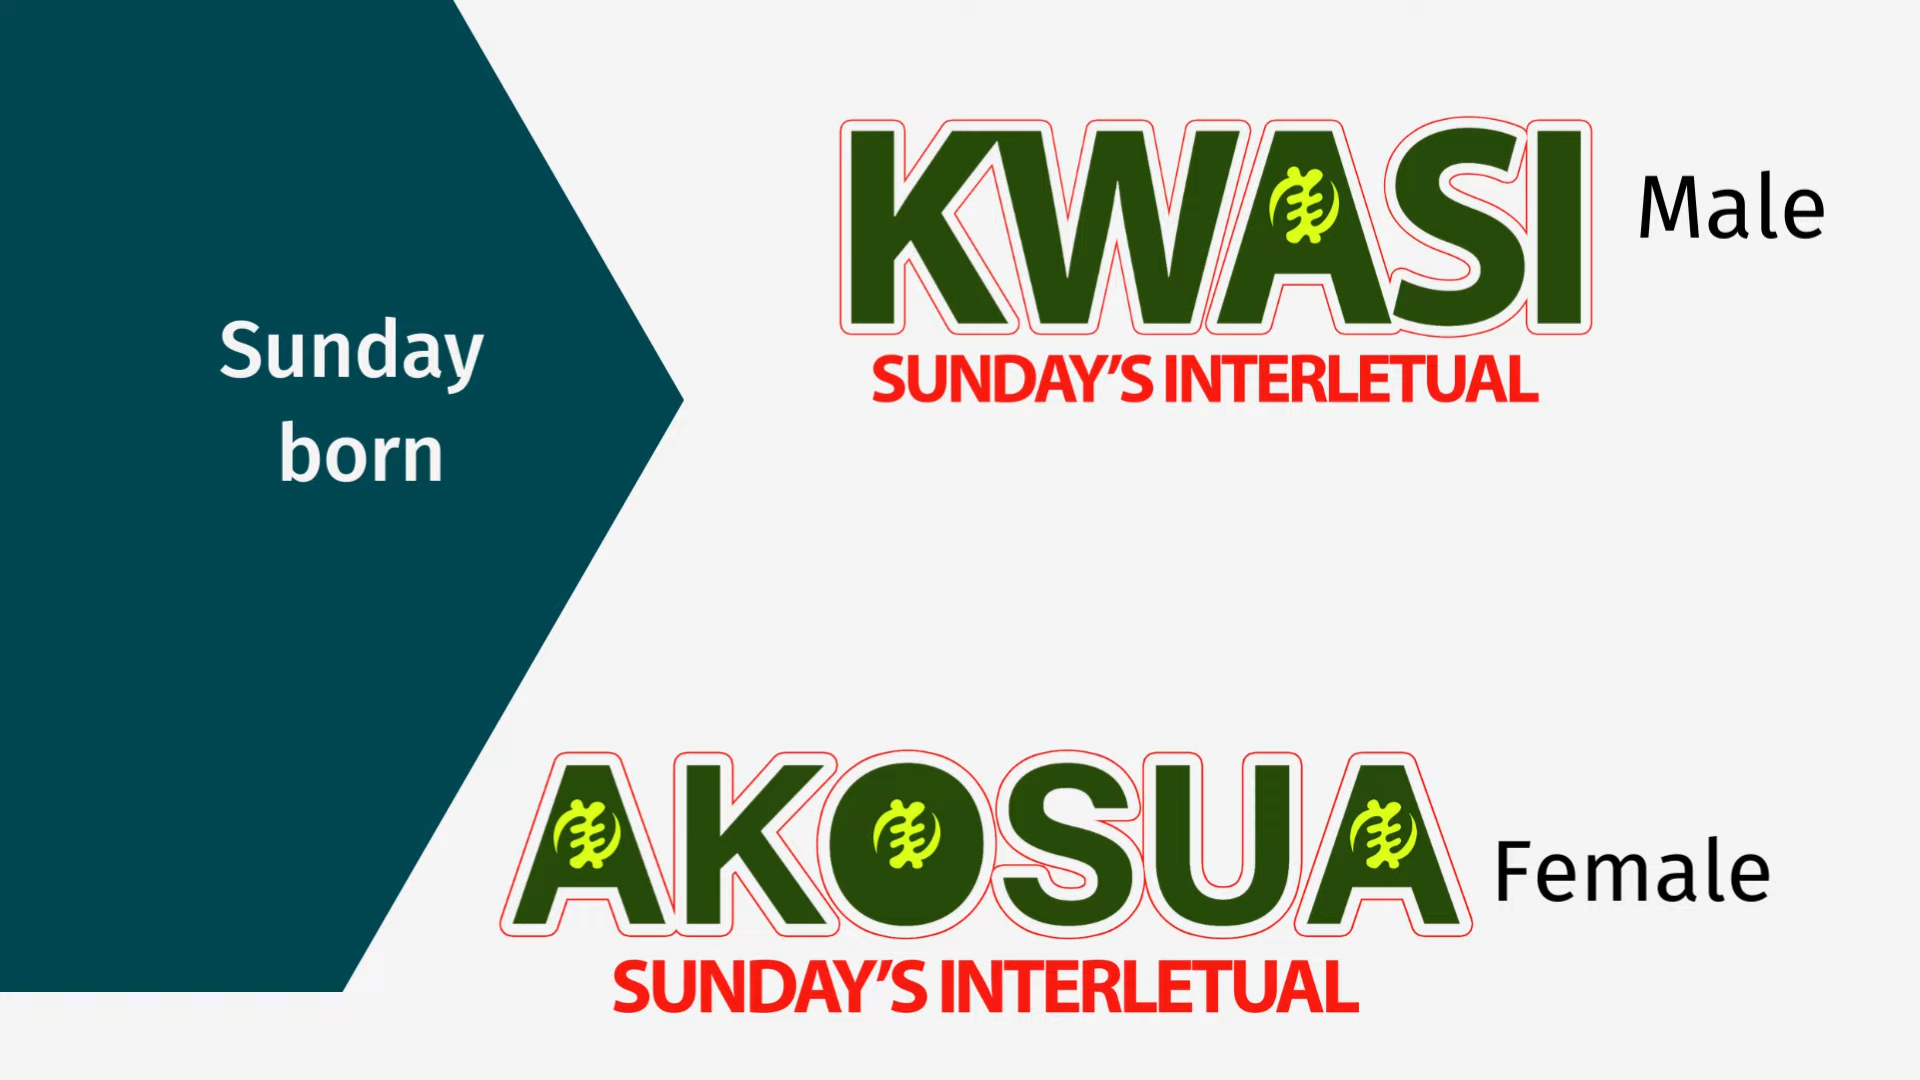 Sunday
born
KWASI
Male
SUNDAY'S INTERLETUAL
AKOSUA
Female
SUNDAY'S INTERLETUAL